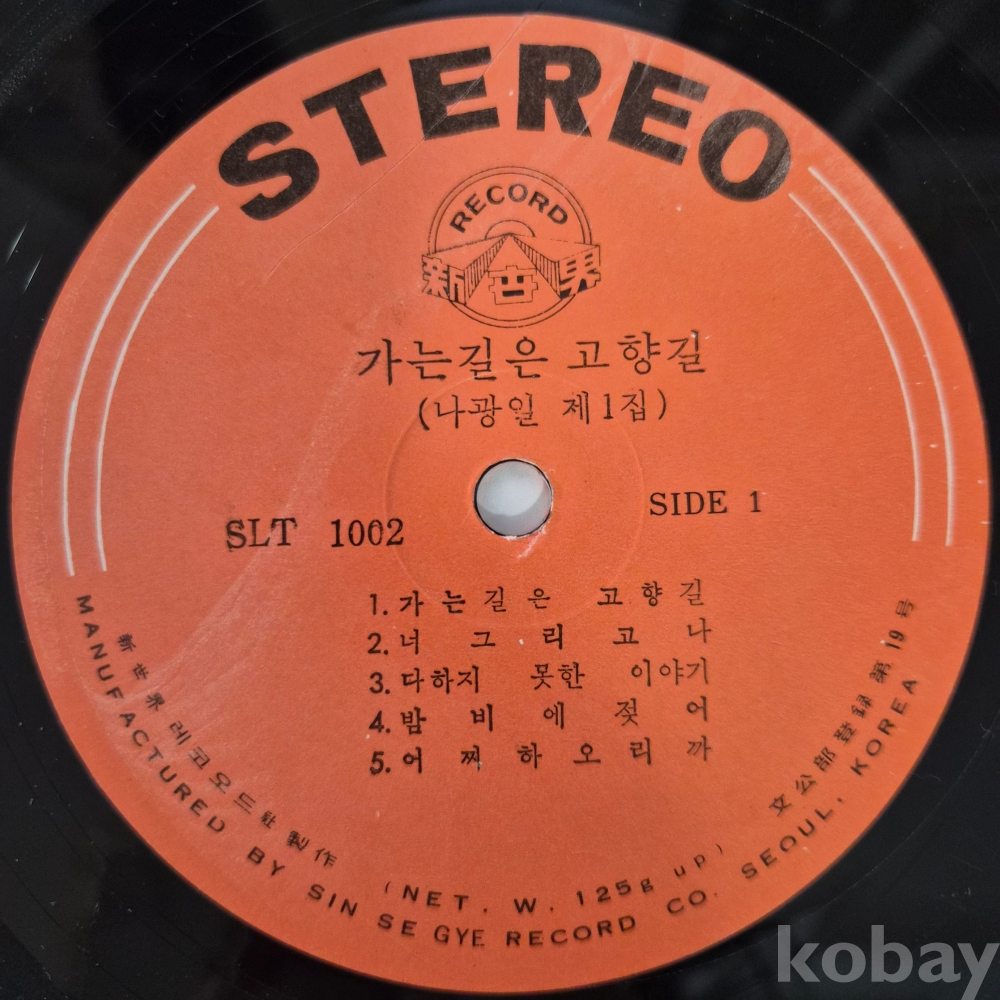 STEREO
RECORD
新世界
가는길은 고향길
(나광일 제1집)
SLT 1002
SIDE 1
1. 가는길은 고향길
2. 너그리고나
3. 다하지 못한 이야기
4. 밤비에젖어
5. 어찌하오리까
新世界레코오드社製作
(NET. W. 125g up)
文公部登録第19号
MANUFACTURED BY SIN SE GYE RECORD CO. SEOUL, KOREA
kobay